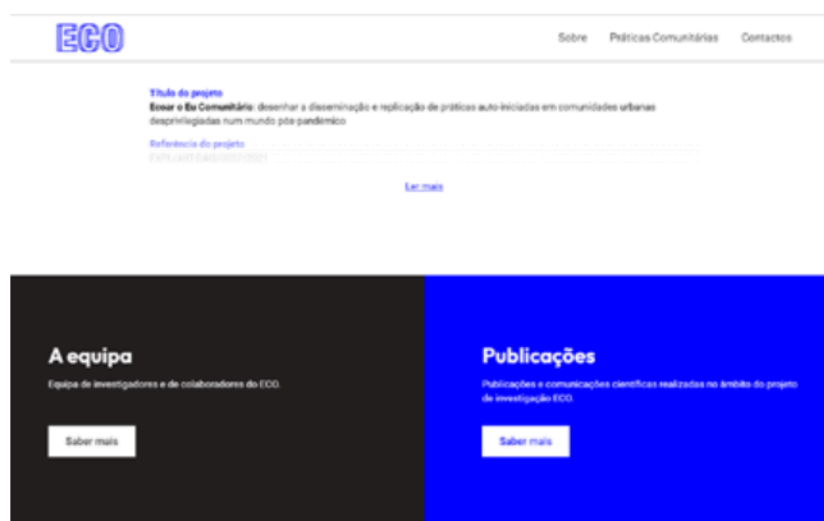 ECO
Sobre Práticas Comunitárias Contactos
Título do projeto
Ecoar o Eu Comunitário: desenhar a disseminação e replicação de práticas auto-iniciadas em comunidades urbanas
desprivilegiadas num mundo pós-pandémico
Referência do projeto
Ler mais
A equipa
Equipa de investigadores e de colaboradores do ECO.
Saber mais
Publicações
Publicações e comunicações científicas realizadas no âmbito do projeto
de investigação ECO.
Saber mais